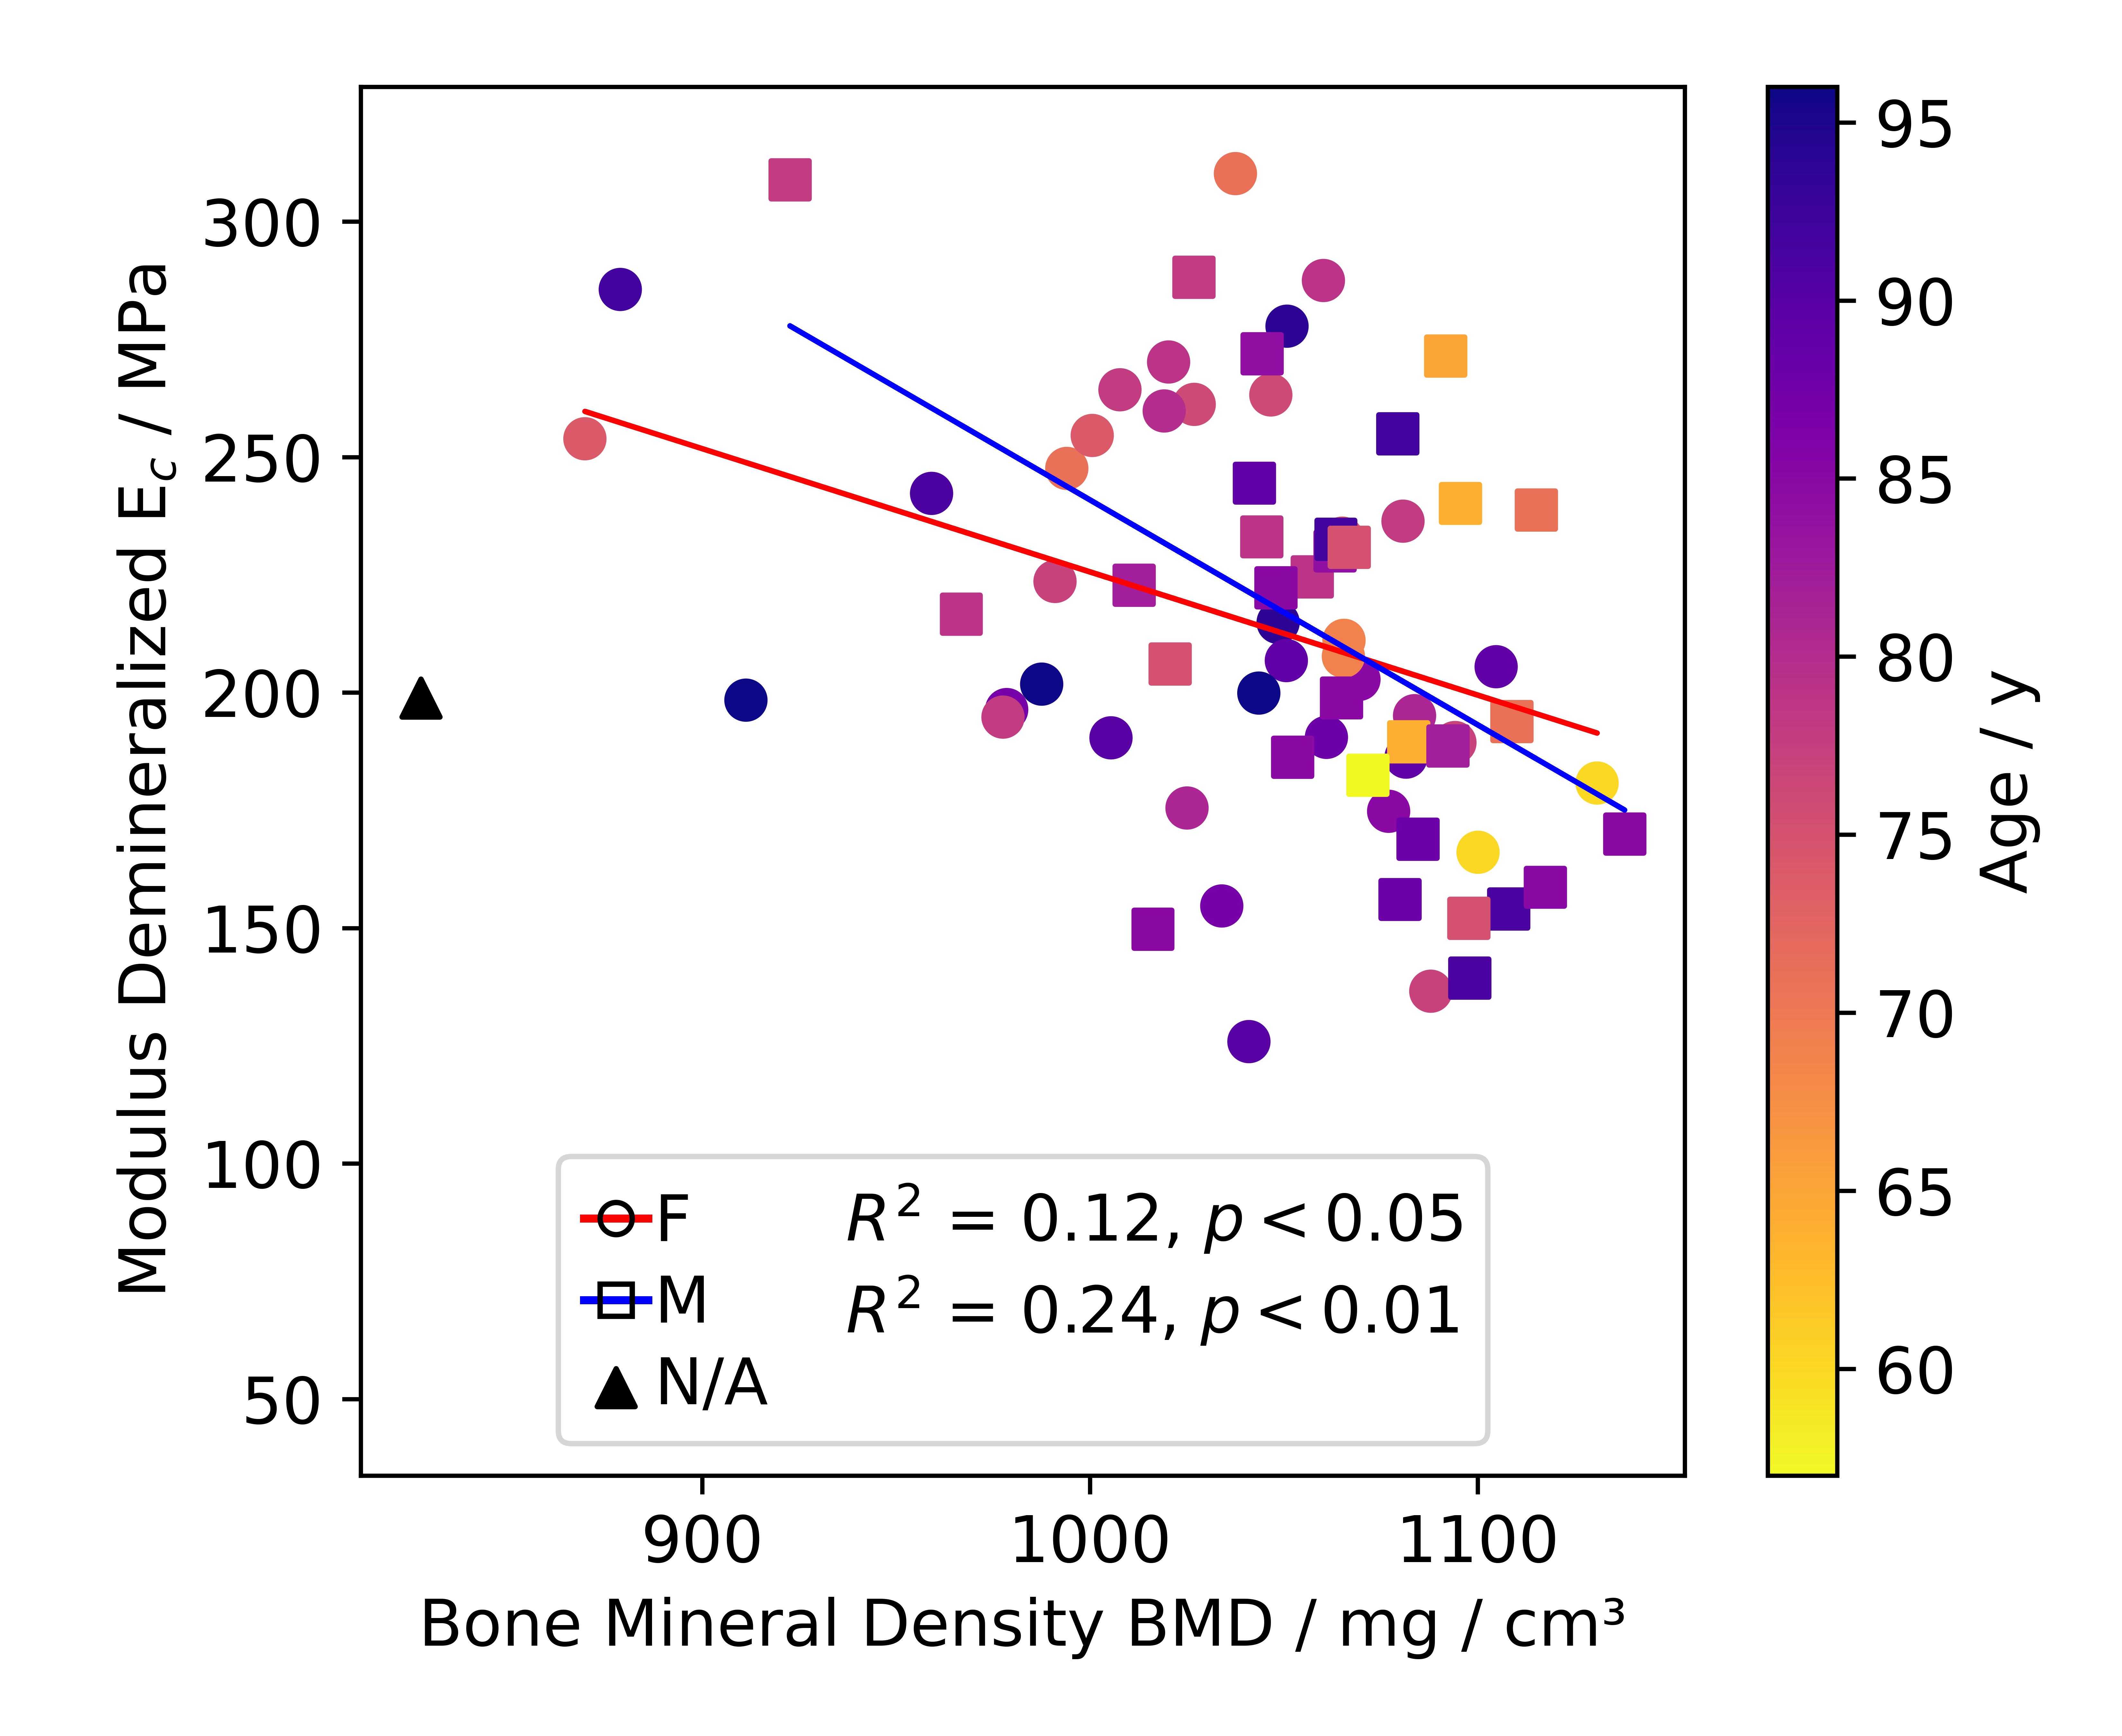 Modulus Demineralized E_c / MPa
300
250
200
150
100
50
F R² = 0.12, p < 0.05
M R² = 0.24, p < 0.01
N/A
900 1000 1100
Bone Mineral Density BMD / mg / cm³
95
90
85
80
75
70
65
60
Age / y